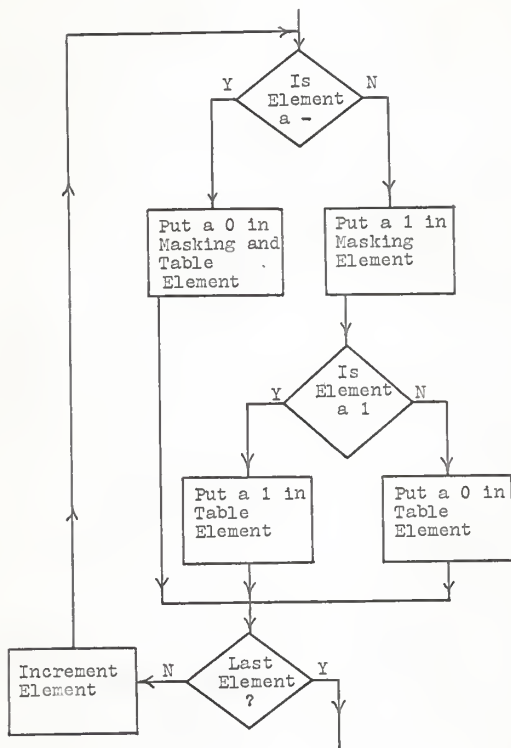 Is
Element
a -
Y
N
Put a 0 in
Masking and
Table
Element
Put a 1 in
Masking
Element
Is
Element
a 1
Y
N
Put a 1 in
Table
Element
Put a 0 in
Table
Element
Last
Element
?
N
Y
Increment
Element